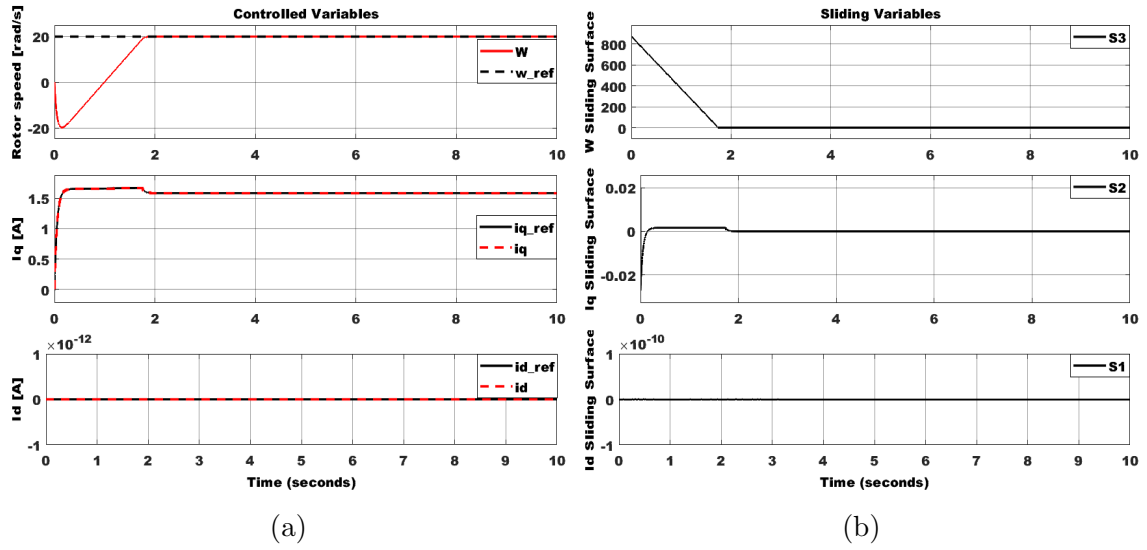 Controlled Variables
Rotor speed [rad/s]
20
0
-20
W
w_ref
0 2 4 6 8 10
Iq [A]
1.5
1
0.5
0
iq_ref
iq
0 2 4 6 8 10
×10^-12
Id [A]
1
0
-1
id_ref
id
0 1 2 3 4 5 6 7 8 9 10
Time (seconds)
(a)
Sliding Variables
W Sliding Surface
800
600
400
200
0
S3
0 2 4 6 8 10
Iq Sliding Surface
0.02
0
-0.02
S2
0 2 4 6 8 10
×10^-10
Id Sliding Surface
1
0
-1
S1
0 1 2 3 4 5 6 7 8 9 10
Time (seconds)
(b)